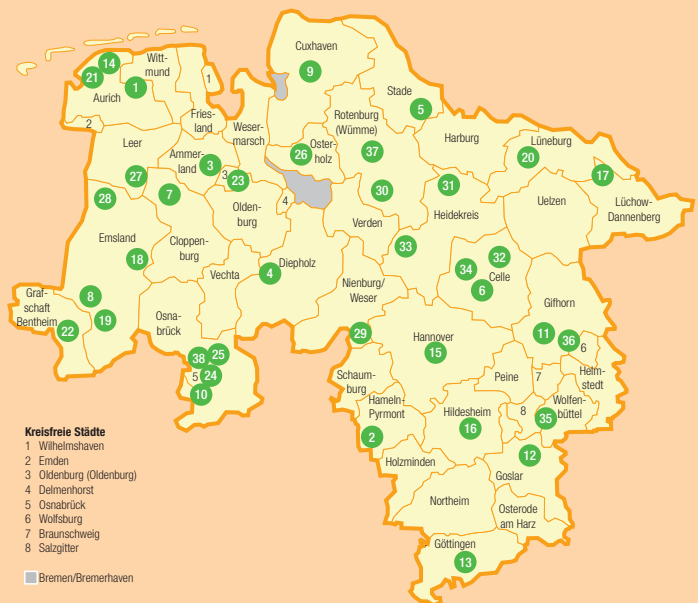 Cuxhaven
9
14
Witt-
mund
21
1
1
Aurich
Stade
5
2
Fries-
land
Weser-
marsch
Rotenburg
(Wümme)
Harburg
Lüneburg
20
Leer
Ammer-
land
3
26
Oster-
holz
37
27
3
23
17
28
7
4
30
31
Olden-
burg
Uelzen
Lüchow-
Dannenberg
Verden
Heidekreis
Emsland
Cloppen-
burg
33
18
Vechta
Diepholz
4
34
32
Celle
6
Nienburg/
Weser
Graf-
schaft
Bentheim
8
Gifhorn
22
19
Osna-
brück
29
Hannover
15
11
36
6
38
25
5
24
10
Schaum-
burg
Peine
7
Helm-
stedt
Hameln-
Pyrmont
Hildesheim
8
Wolfen-
büttel
35
2
16
Holzminden
12
Goslar
Northeim
Osterode
am Harz
Göttingen
13
Kreisfreie Städte
1 Wilhelmshaven
2 Emden
3 Oldenburg (Oldenburg)
4 Delmenhorst
5 Osnabrück
6 Wolfsburg
7 Braunschweig
8 Salzgitter
Bremen/Bremerhaven